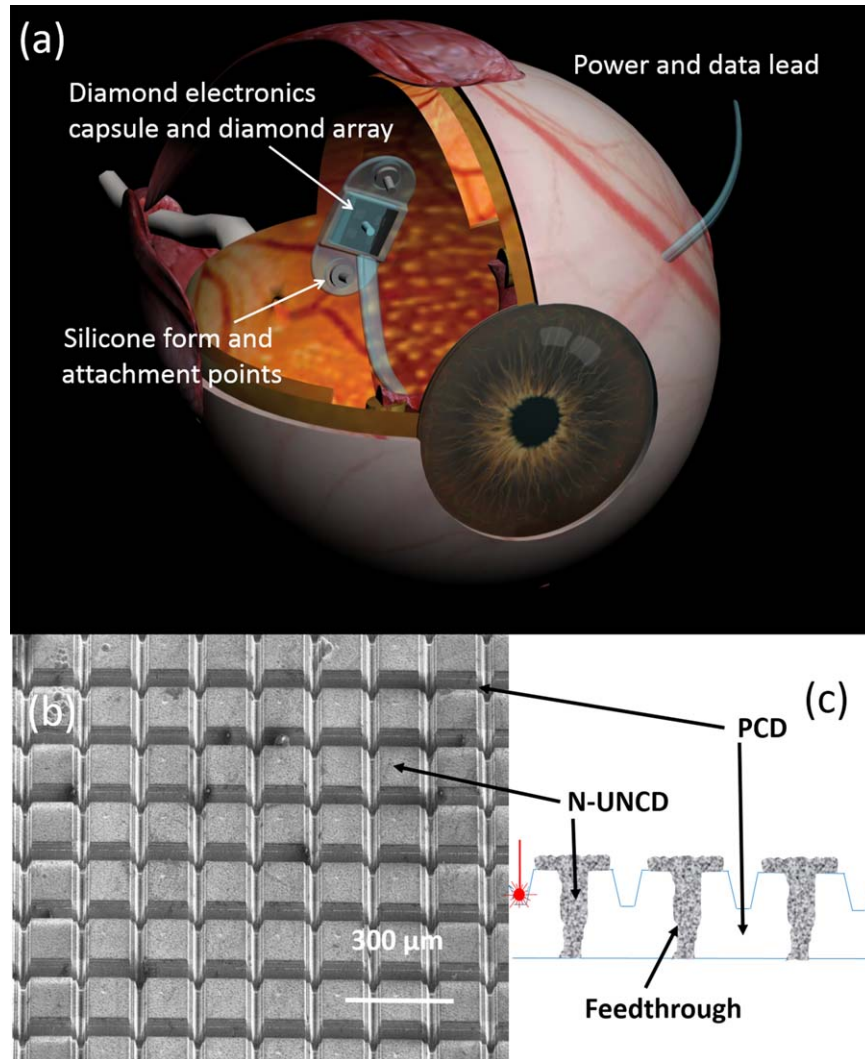 (a)
Power and data lead
Diamond electronics
capsule and diamond array
Silicone form and
attachment points
(b)
(c)
PCD
N-UNCD
300 µm
Feedthrough